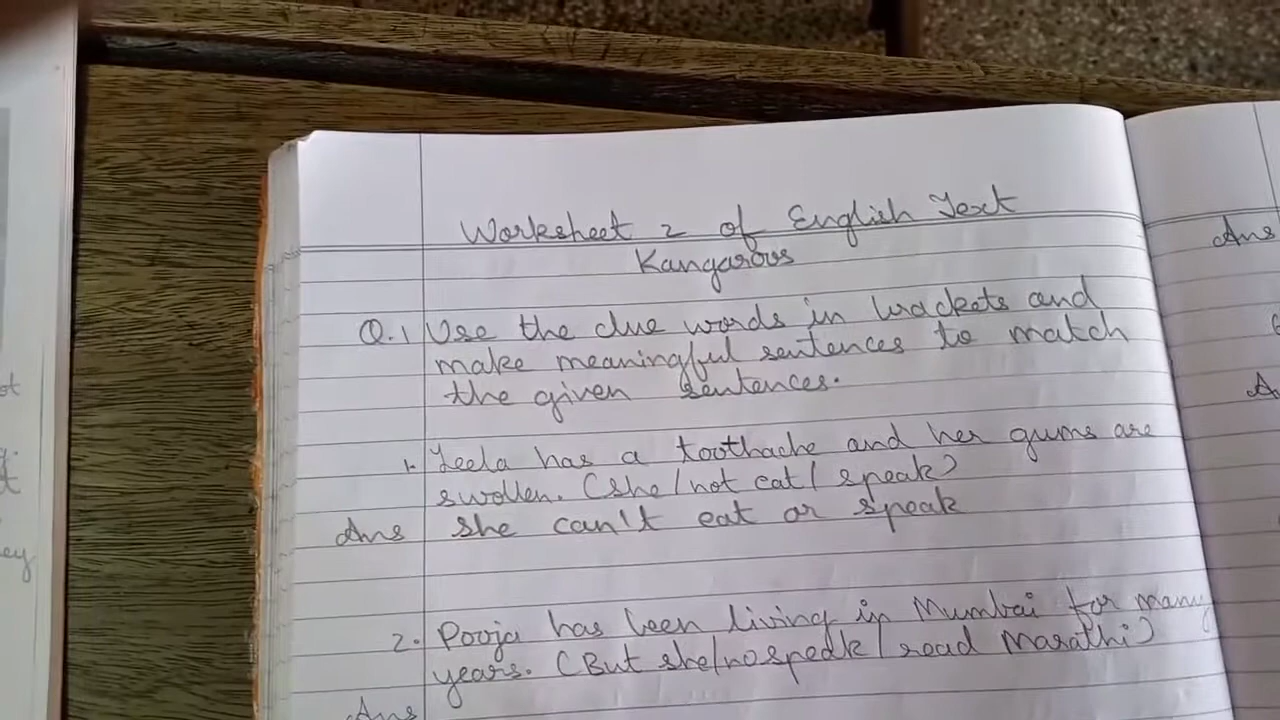 Worksheet 2 of English Text
Kangaroos
Q.1 Use the clue words in brackets and
make meaningful sentences to match
the given sentences.
1. Leela has a toothache and her gums are
swollen. (she/not eat/ speak)
Ans she can't eat or speak
2. Pooja has been living in Mumbai for many
years. (But she/no speak/ read Marathi)
Ans
Ans